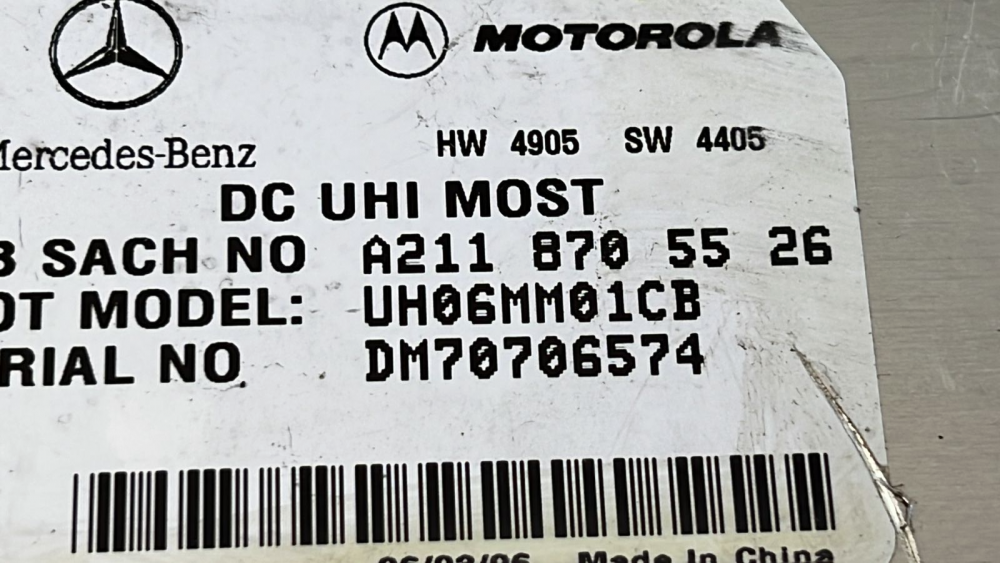 MOTOROLA
HW 4905 SW 4405
Mercedes-Benz
DC UHI MOST
B SACH NO A211 870 55 26
OT MODEL: UH06MM01CB
RIAL NO DM70706574
Made In China